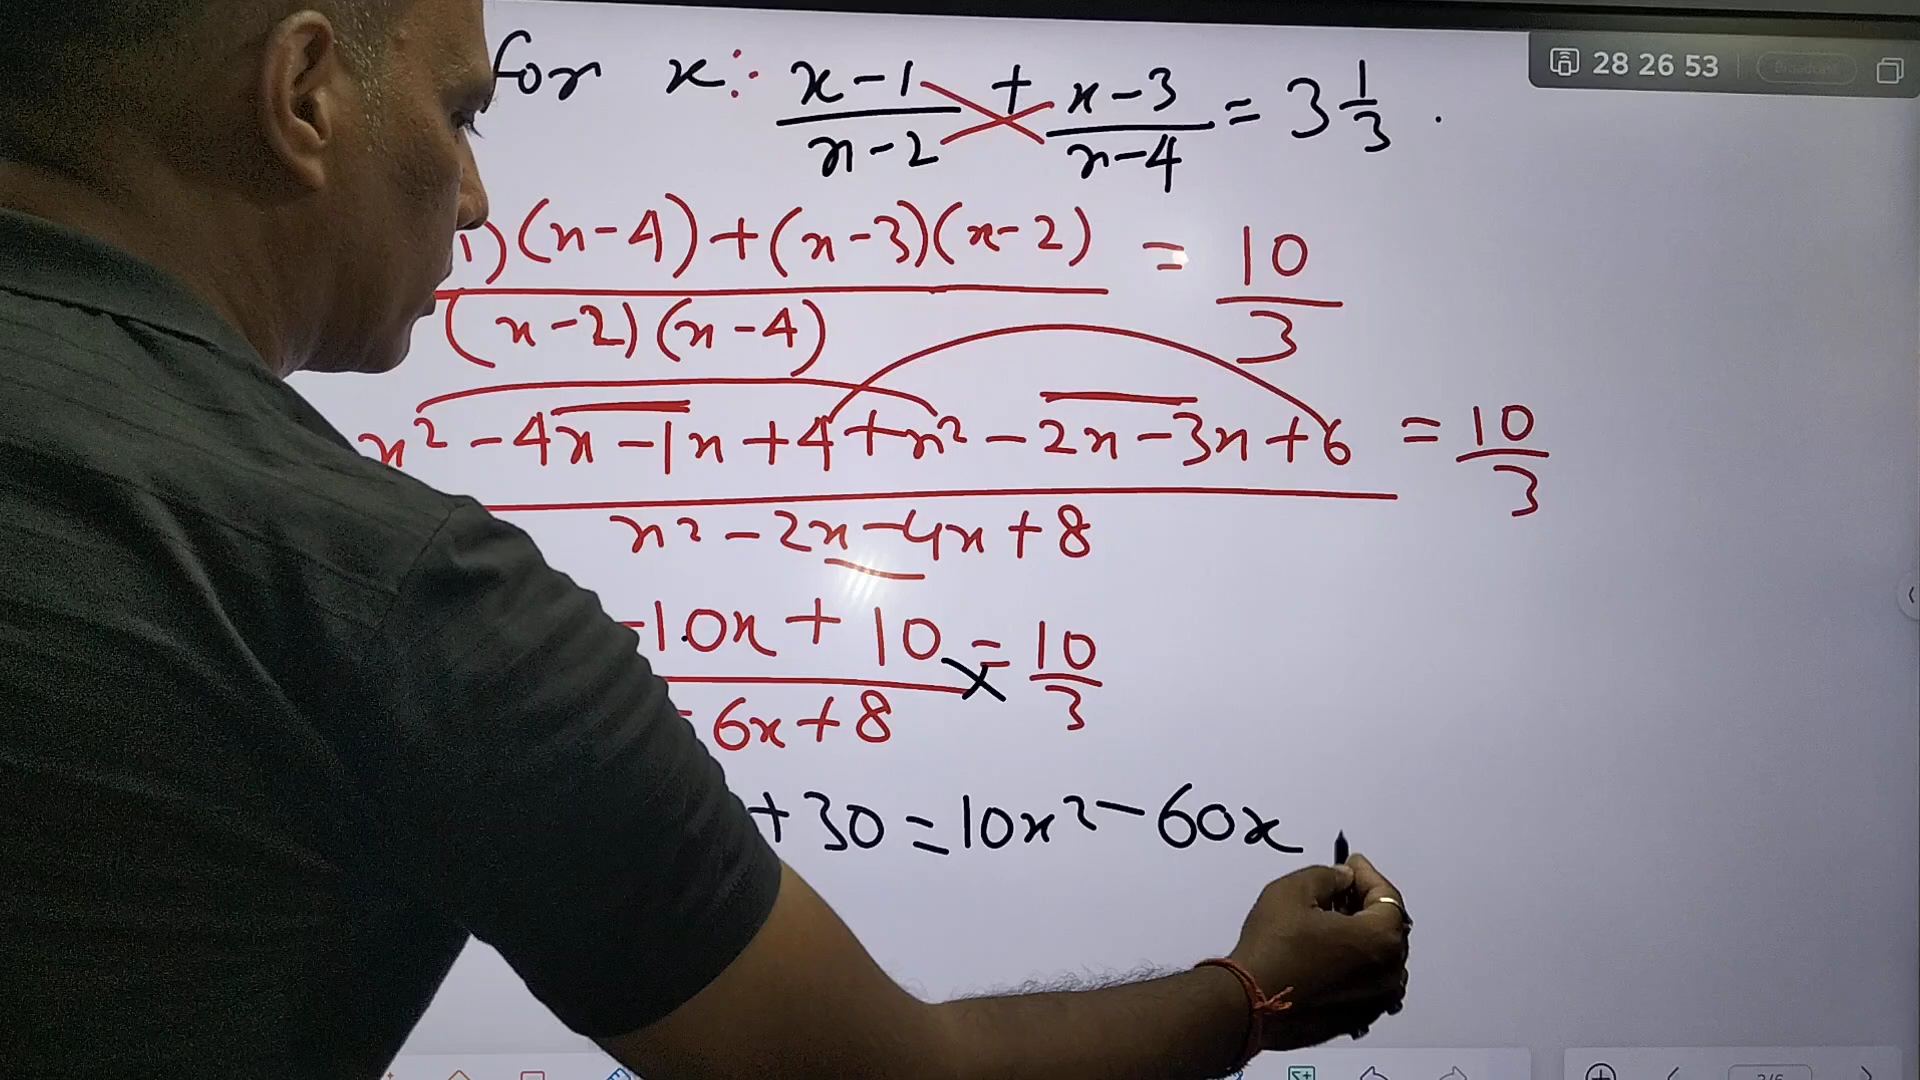 for x: x-1/x-2 + x-3/x-4 = 3 1/3 .
28 26 53
1)(x-4)+(x-3)(x-2) / (x-2)(x-4) = 10/3
x² -4x -1x +4 +x² -2x -3x +6 / x² -2x -4x +8 = 10/3
-10x + 10 / - 6x + 8 = 10/3
+ 30 = 10x² - 60x